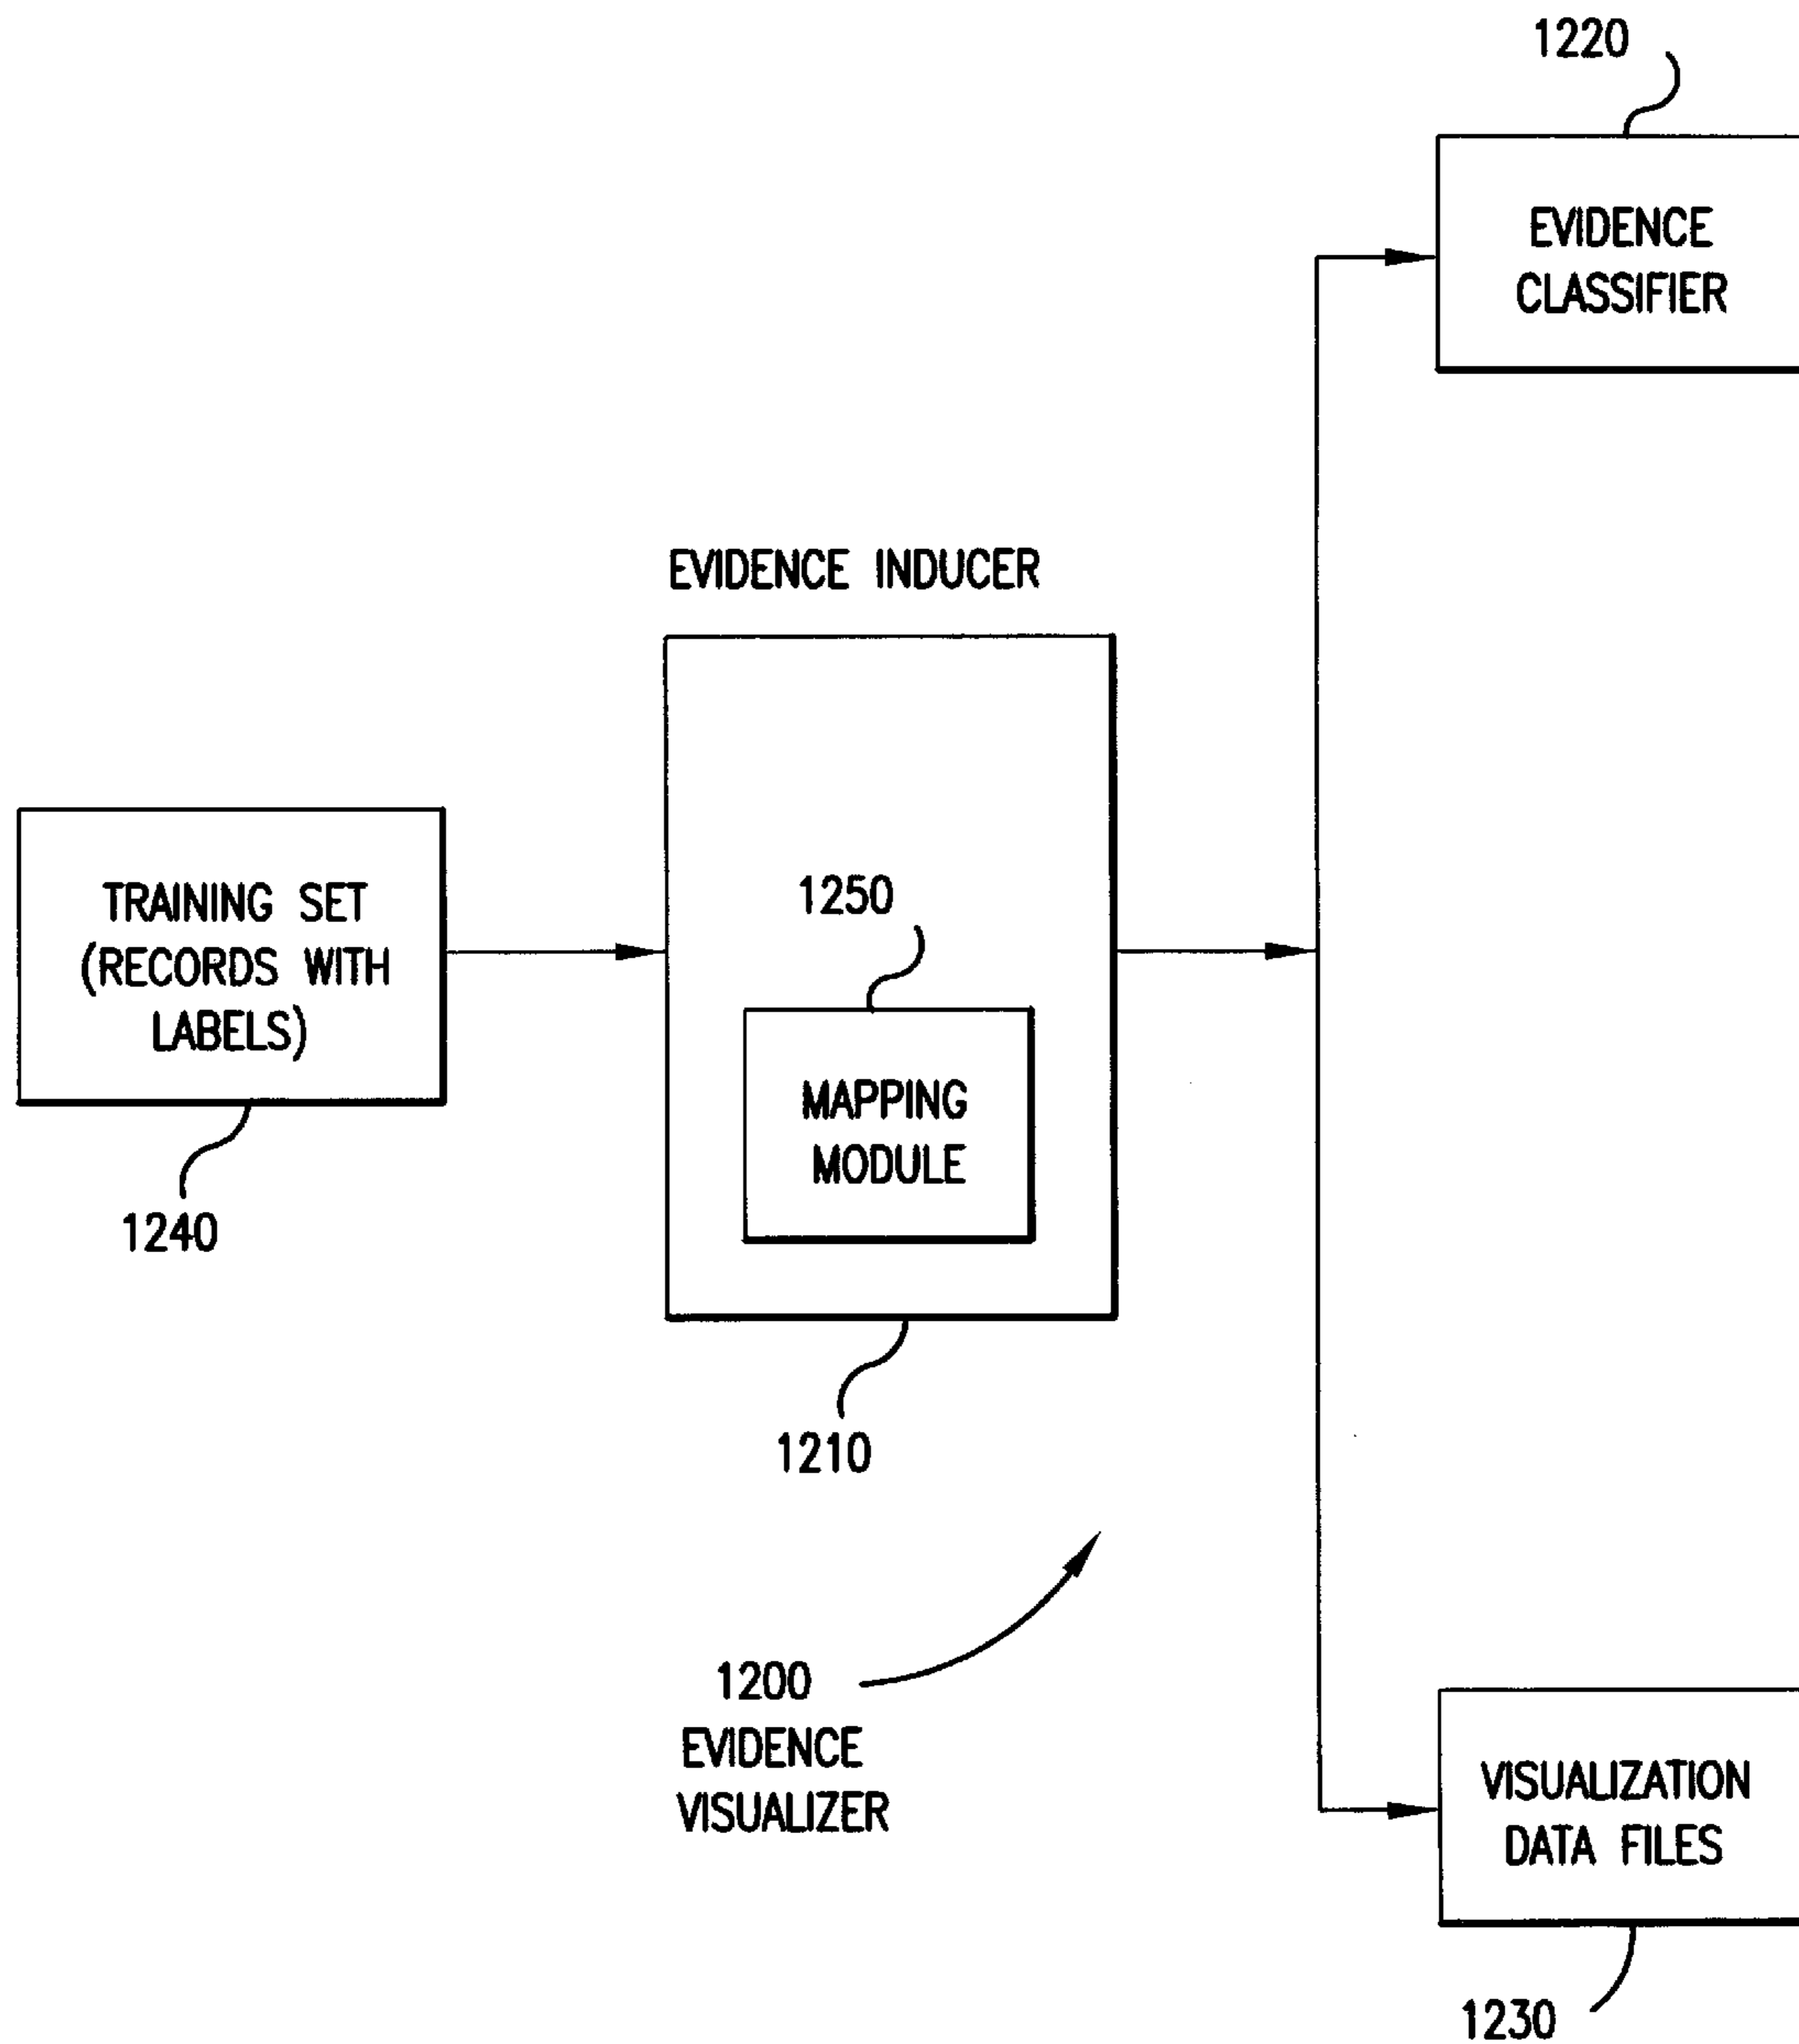 1220
EVIDENCE
CLASSIFIER
EVIDENCE INDUCER
1250
TRAINING SET
(RECORDS WITH
LABELS)
MAPPING
MODULE
1240
1210
1200
EVIDENCE
VISUALIZER
VISUALIZATION
DATA FILES
1230